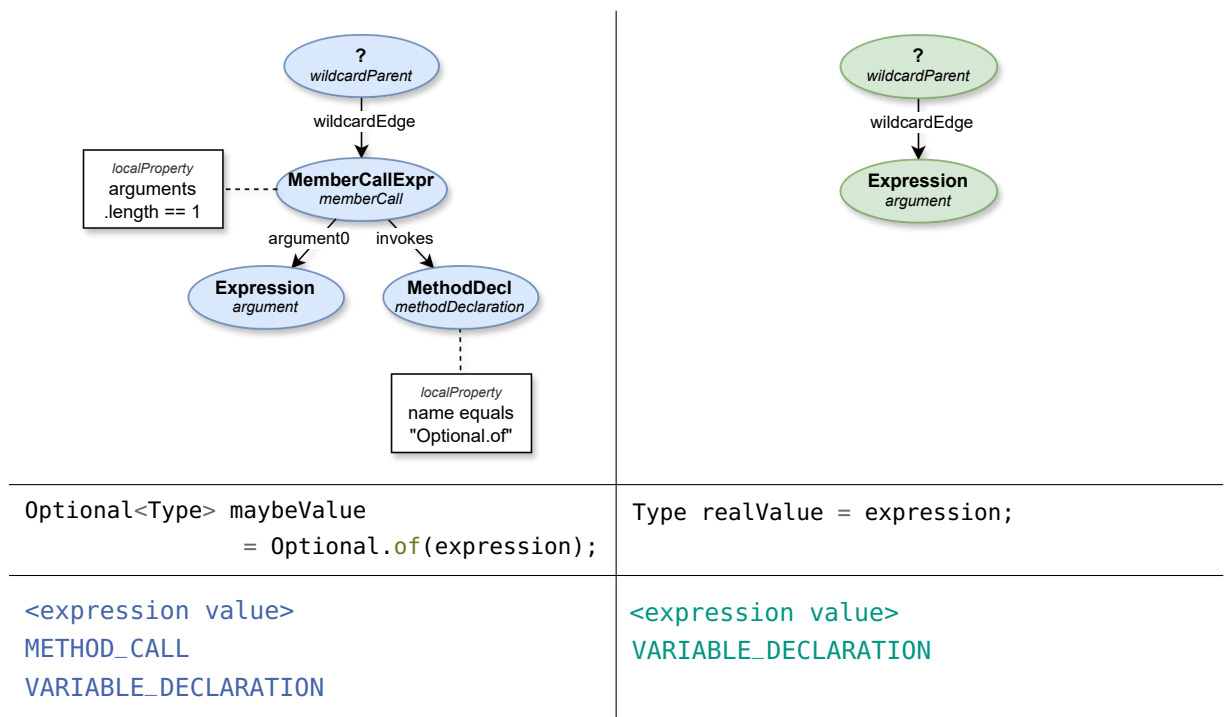 ?
wildcardParent
wildcardEdge
localProperty
arguments
.length == 1
MemberCallExpr
memberCall
argument0
invokes
Expression
argument
MethodDecl
methodDeclaration
localProperty
name equals
"Optional.of"
?
wildcardParent
wildcardEdge
Expression
argument
Optional<Type> maybeValue
= Optional.of(expression);
Type realValue = expression;
<expression value>
METHOD_CALL
VARIABLE_DECLARATION
<expression value>
VARIABLE_DECLARATION